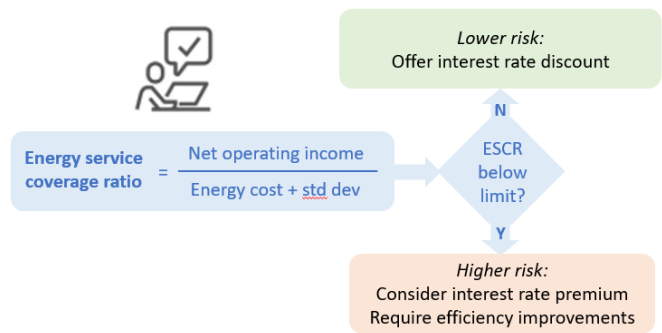 Energy service
coverage ratio
=
Net operating income
Energy cost + std dev
ESCR
below
limit?
N
Lower risk:
Offer interest rate discount
Y
Higher risk:
Consider interest rate premium
Require efficiency improvements